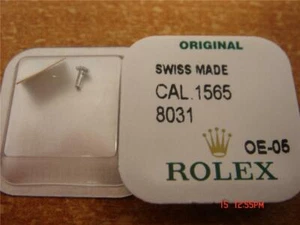 ORIGINAL
SWISS MADE
CAL.1565
8031
OE-05
ROLEX
15 12:55PM